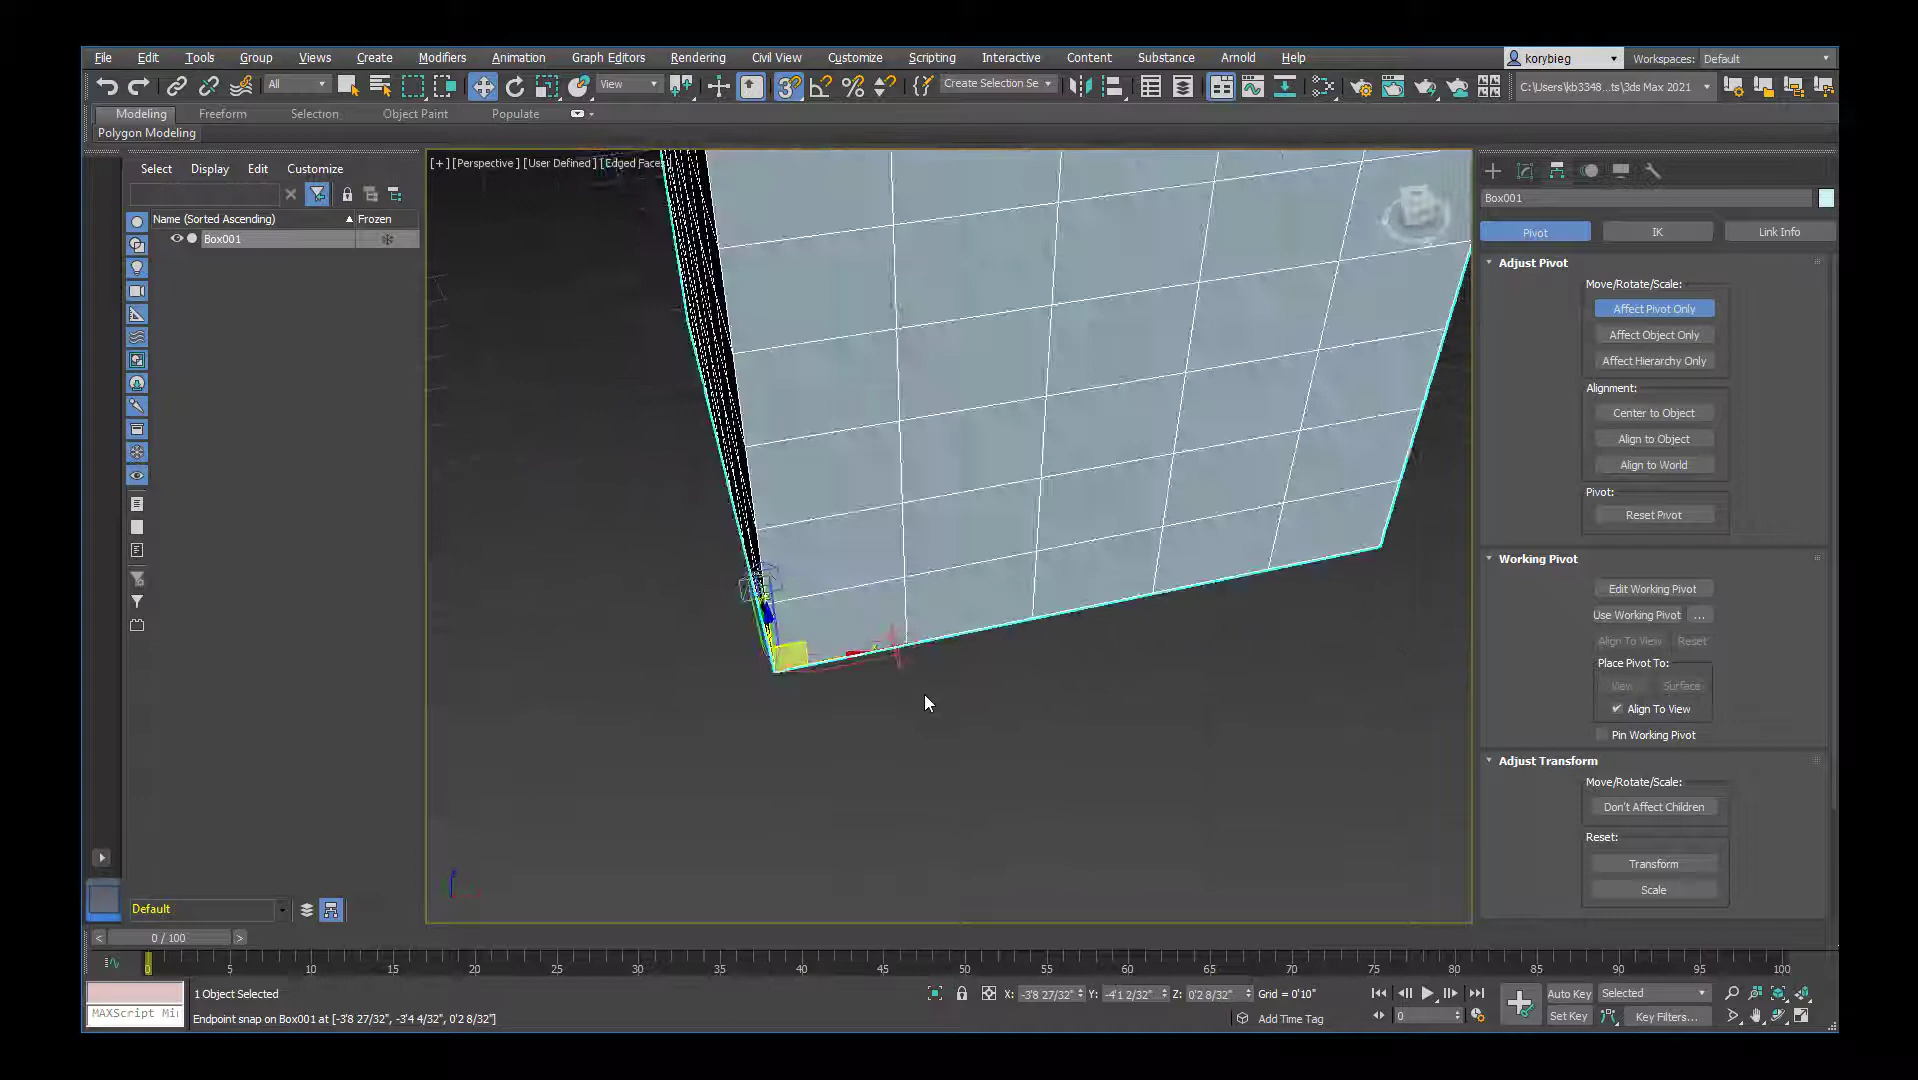 File Edit Tools Group Views Create Modifiers Animation Graph Editors Rendering Civil View Customize Scripting Interactive Content Substance Arnold Help korybieg Workspaces: Default
All View Create Selection Se C:\Users\kb3348...ts\3ds Max 2021
Modeling Freeform Selection Object Paint Populate
Polygon Modeling
Select Display Edit Customize
Name (Sorted Ascending) Frozen
Box001
[+] [Perspective] [User Defined] [Edged Face
Box001
Pivot IK Link Info
Adjust Pivot
Move/Rotate/Scale:
Affect Pivot Only
Affect Object Only
Affect Hierarchy Only
Alignment:
Center to Object
Align to Object
Align to World
Pivot:
Reset Pivot
Working Pivot
Edit Working Pivot
Use Working Pivot ...
Align To View Reset
Place Pivot To:
View Surface
Align To View
Pin Working Pivot
Adjust Transform
Move/Rotate/Scale:
Don't Affect Children
Reset:
Transform
Scale
Default
< 0 / 100 >
0 5 10 15 20 25 30 35 40 45 50 55 60 65 70 75 80 85 90 95 100
1 Object Selected X: -3'8 27/32" Y: -4'1 2/32" Z: 0'2 8/32" Grid = 0'10" Auto Key Selected
MAXScript Mi Endpoint snap on Box001 at [-3'8 27/32", -3'4 4/32", 0'2 8/32"] Add Time Tag 0 Set Key Key Filters...